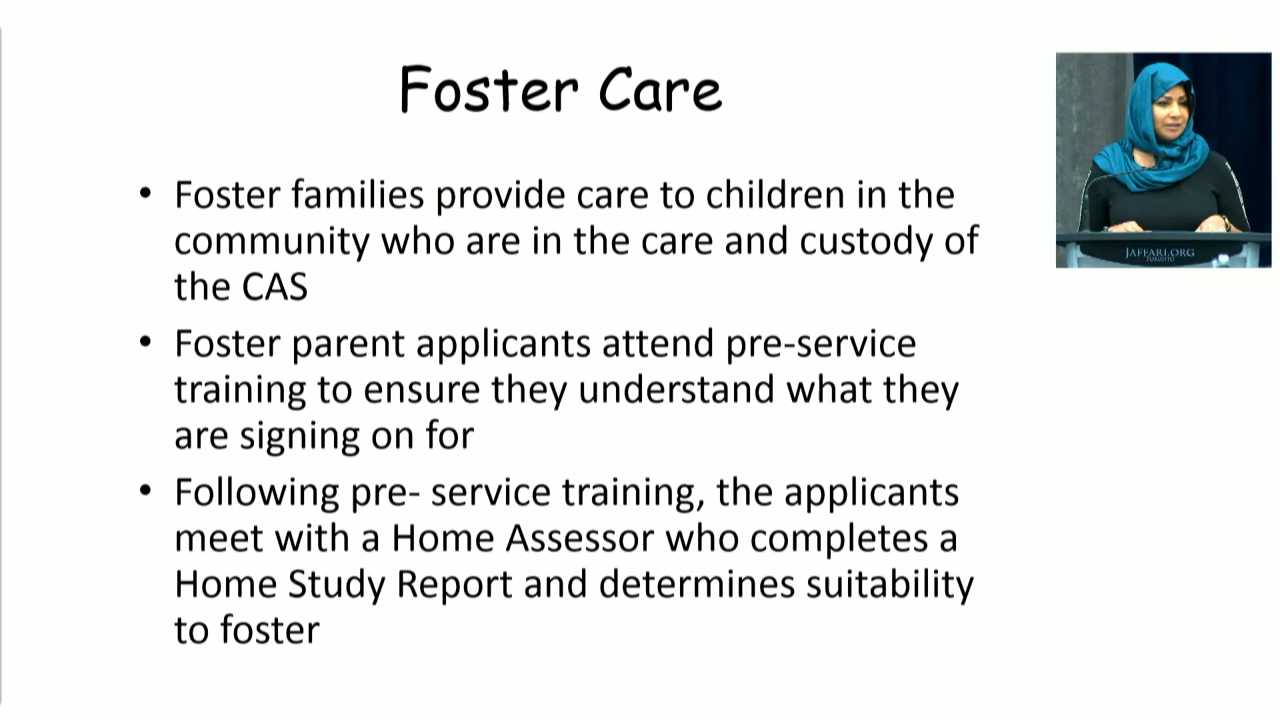 Foster Care
• Foster families provide care to children in the
community who are in the care and custody of
the CAS
• Foster parent applicants attend pre-service
training to ensure they understand what they
are signing on for
• Following pre- service training, the applicants
meet with a Home Assessor who completes a
Home Study Report and determines suitability
to foster
JAFFARI.ORG
TORONTO